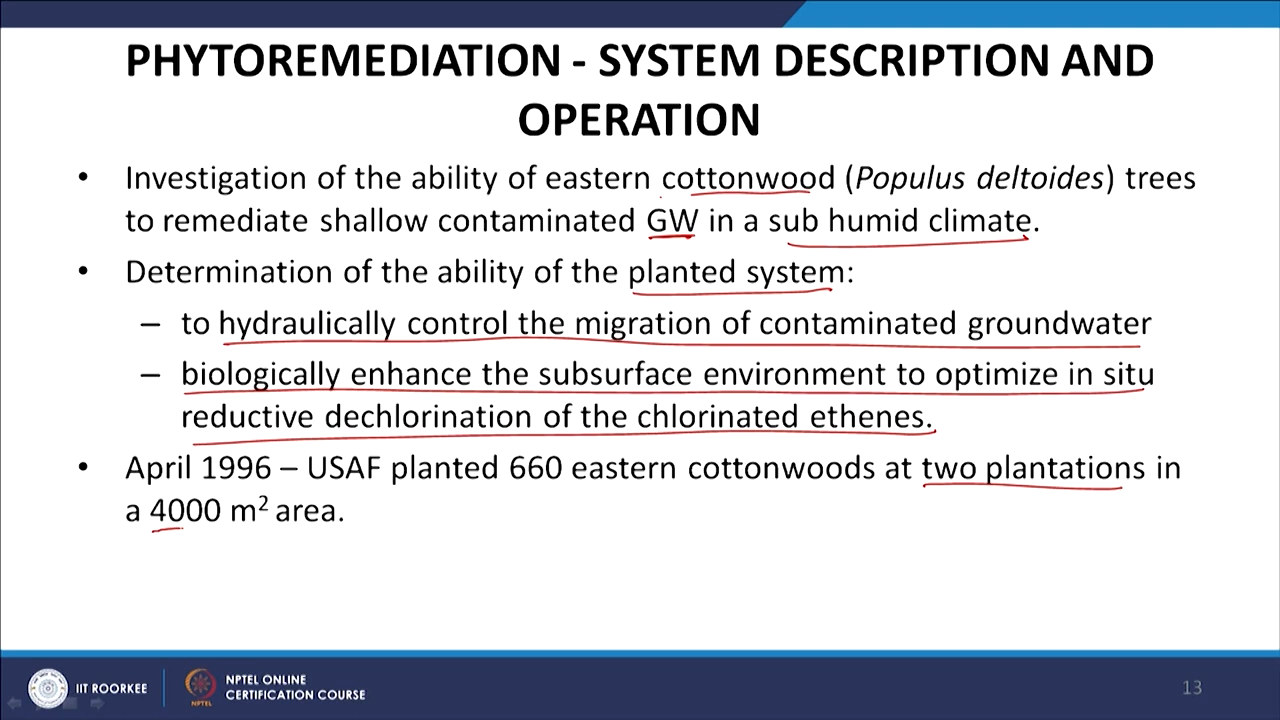 PHYTOREMEDIATION - SYSTEM DESCRIPTION AND
OPERATION
• Investigation of the ability of eastern cottonwood (Populus deltoides) trees
to remediate shallow contaminated GW in a sub humid climate.
• Determination of the ability of the planted system:
– to hydraulically control the migration of contaminated groundwater
– biologically enhance the subsurface environment to optimize in situ
reductive dechlorination of the chlorinated ethenes.
• April 1996 – USAF planted 660 eastern cottonwoods at two plantations in
a 4000 m² area.
IIT ROORKEE
NPTEL
NPTEL ONLINE
CERTIFICATION COURSE
13